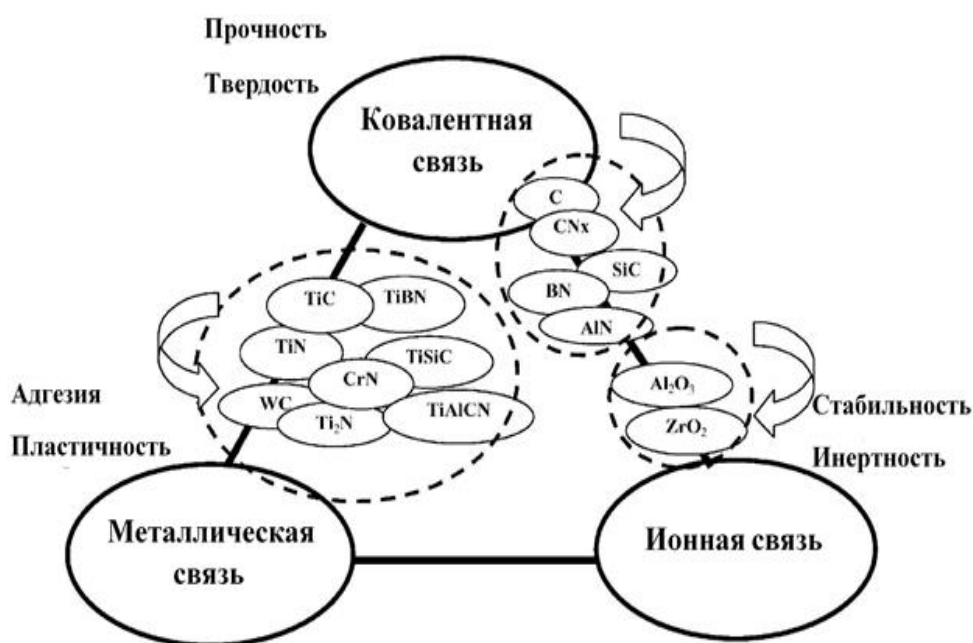 Прочность
Твердость
Ковалентная
связь
C
CNx
SiC
BN
AlN
TiC
TiBN
TiN
TiSiC
CrN
WC
Ti₂N
TiAlCN
Al₂O₃
ZrO₂
Адгезия
Пластичность
Стабильность
Инертность
Металлическая
связь
Ионная связь